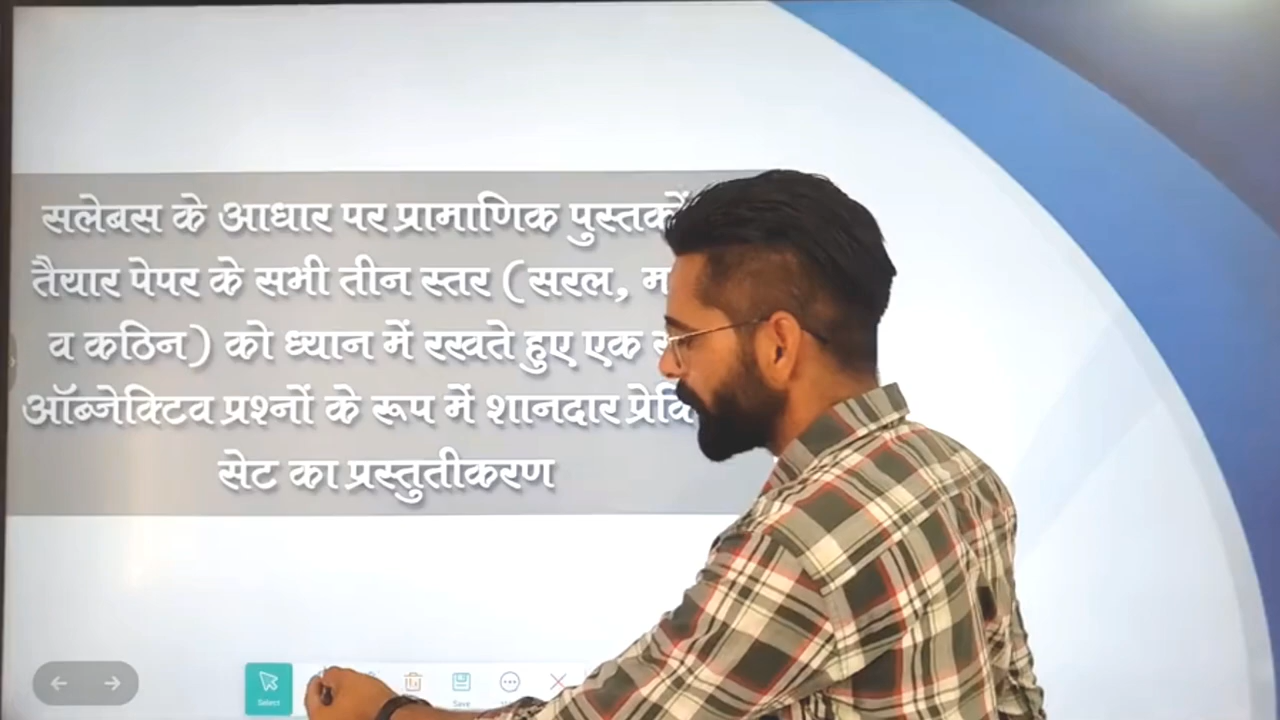 सलेबस के आधार पर प्रामाणिक पुस्तकों
तैयार पेपर के सभी तीन स्तर (सरल,
व कठिन) को ध्यान में रखते हुए एक
ऑब्जेक्टिव प्रश्नों के रूप में शानदार
सेट का प्रस्तुतीकरण
Select
Save